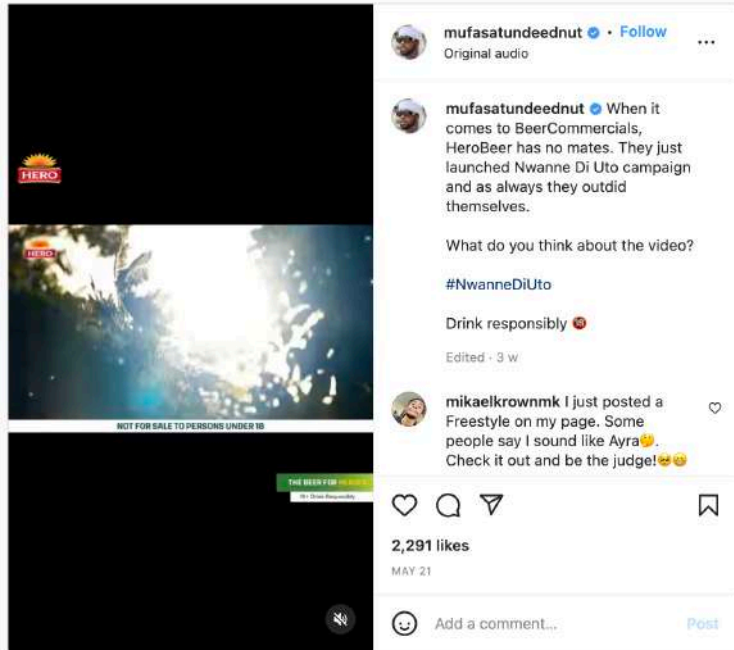 HERO
HERO
NOT FOR SALE TO PERSONS UNDER 18
THE BEER FOR HEROES
18+ Drink Responsibly
mufasatundeednut • Follow
Original audio
...
mufasatundeednut When it
comes to BeerCommercials,
HeroBeer has no mates. They just
launched Nwanne Di Uto campaign
and as always they outdid
themselves.
What do you think about the video?
#NwanneDiUto
Drink responsibly 🔞
Edited · 3 w
mikaelkrownmk I just posted a
Freestyle on my page. Some
people say I sound like Ayra🤔.
Check it out and be the judge!🥺😁
2,291 likes
MAY 21
Add a comment...
Post